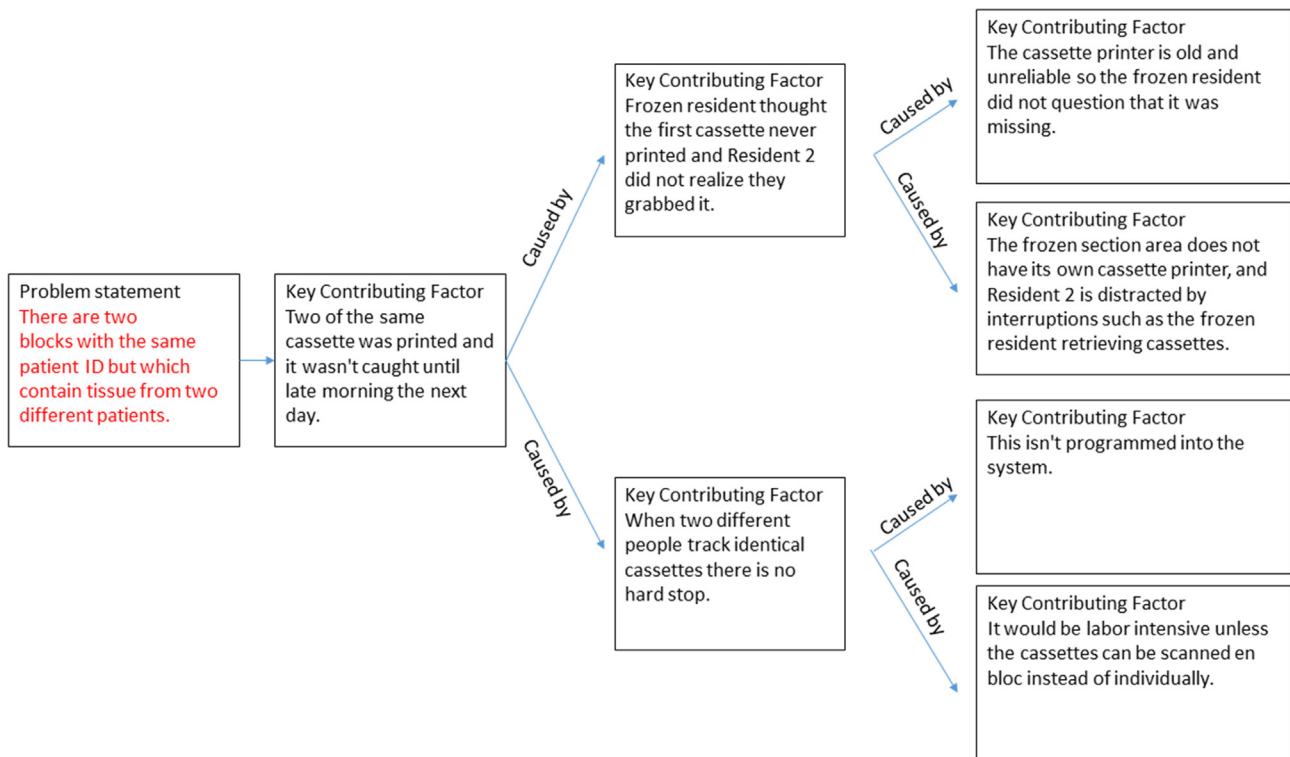 Problem statement
There are two
blocks with the same
patient ID but which
contain tissue from two
different patients.
Key Contributing Factor
Two of the same
cassette was printed and
it wasn't caught until
late morning the next
day.
Caused by
Caused by
Key Contributing Factor
Frozen resident thought
the first cassette never
printed and Resident 2
did not realize they
grabbed it.
Caused by
Caused by
Key Contributing Factor
The cassette printer is old and
unreliable so the frozen resident
did not question that it was
missing.
Key Contributing Factor
The frozen section area does not
have its own cassette printer, and
Resident 2 is distracted by
interruptions such as the frozen
resident retrieving cassettes.
Key Contributing Factor
When two different
people track identical
cassettes there is no
hard stop.
Caused by
Caused by
Key Contributing Factor
This isn't programmed into the
system.
Key Contributing Factor
It would be labor intensive unless
the cassettes can be scanned en
bloc instead of individually.